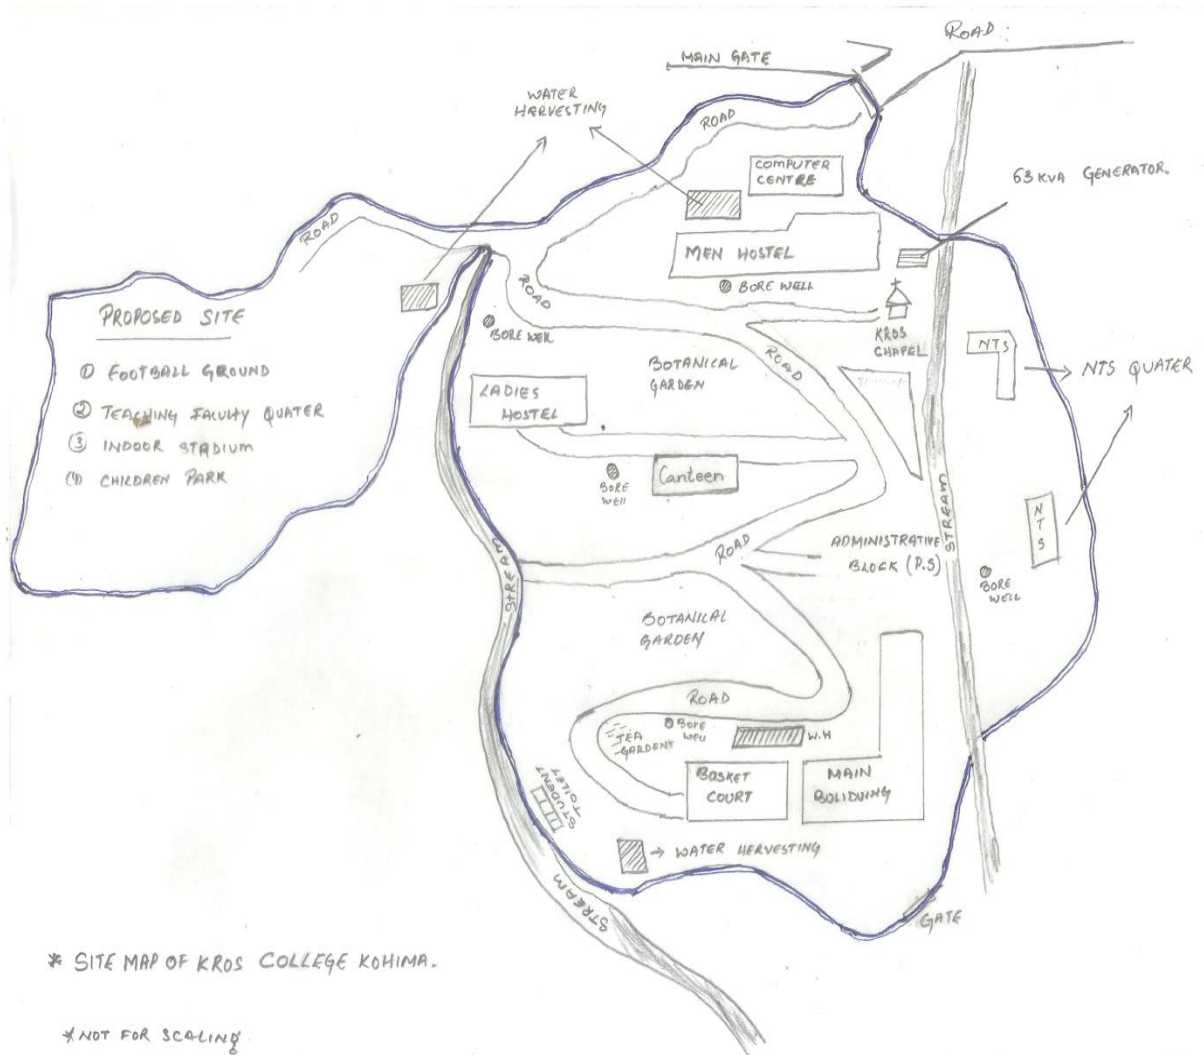 ROAD:
MAIN GATE
WATER
HARVESTING
ROAD
COMPUTER
CENTRE
63 KVA GENERATOR.
ROAD
MEN HOSTEL
BORE WELL
ROAD
PROPOSED SITE
① FOOTBALL GROUND
② TEACHING FACULTY QUATER
③ INDOOR STADIUM
(4) CHILDREN PARK
BORE WELL
KROS
CHAPEL
NTS
NTS QUATER
ROAD
BOTANICAL
GARDEN
LADIES
HOSTEL
BORE
WELL
Canteen
STREAM
NTS
STREAM
ROAD
ADMINISTRATIVE
BLOCK (P.S)
BORE
WELL
BOTANICAL
GARDEN
ROAD
TEA
GARDENT
BORE
WELL
W.H
STUDENT
TOILET
BASKET
COURT
MAIN
BULIDUING
→ WATER HERVESTING
STREAM
GATE
* SITE MAP OF KROS COLLEGE KOHIMA.
* NOT FOR SCALING.